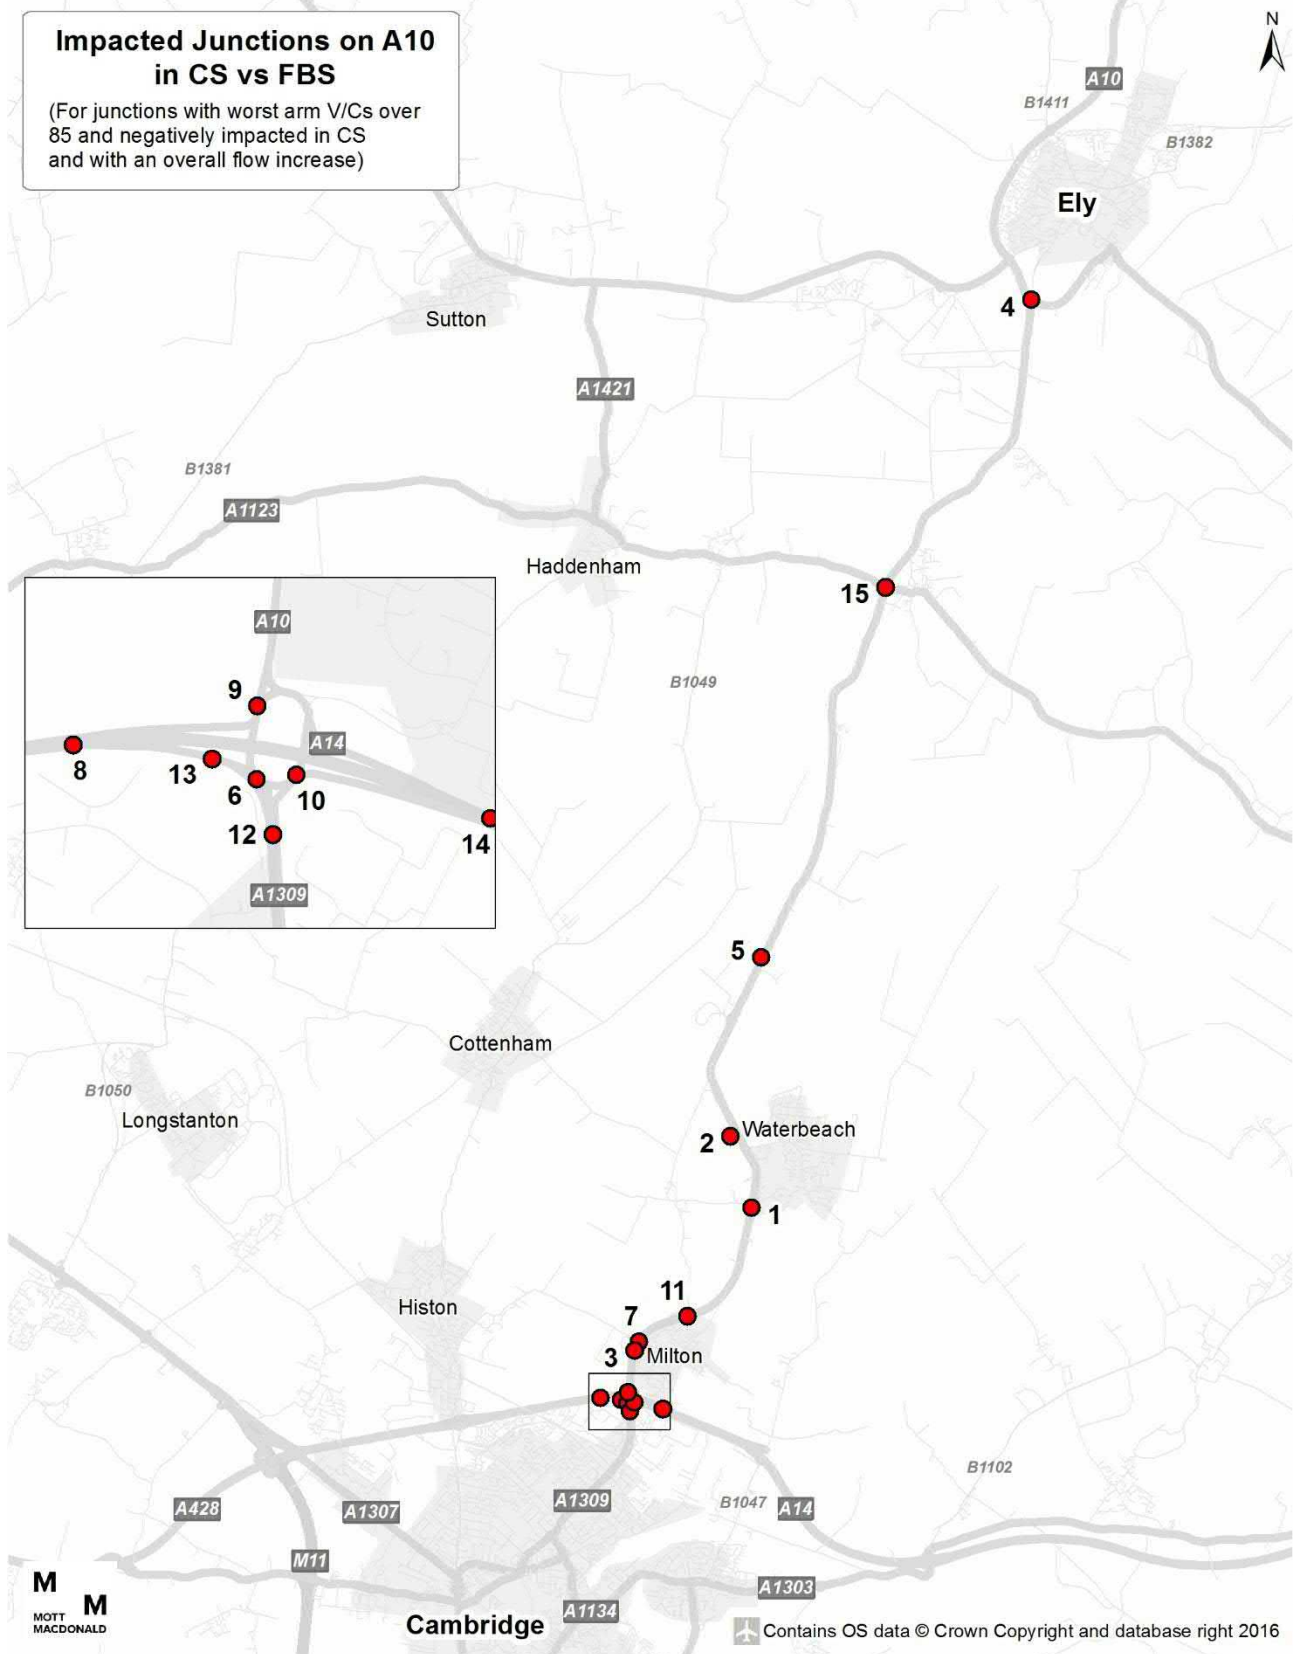 Impacted Junctions on A10
in CS vs FBS
(For junctions with worst arm V/Cs over
85 and negatively impacted in CS
and with an overall flow increase)
N
A10
B1411
B1382
Ely
4
Sutton
A1421
B1381
A1123
Haddenham
15
B1049
A10
9
A14
8
13
6
10
12
14
A1309
5
Cottenham
B1050
Longstanton
2
Waterbeach
1
11
Histon
7
3
Milton
B1102
A428
A1307
A1309
B1047
A14
M11
A1303
A1134
Cambridge
M
M
MOTT
MACDONALD
Contains OS data © Crown Copyright and database right 2016